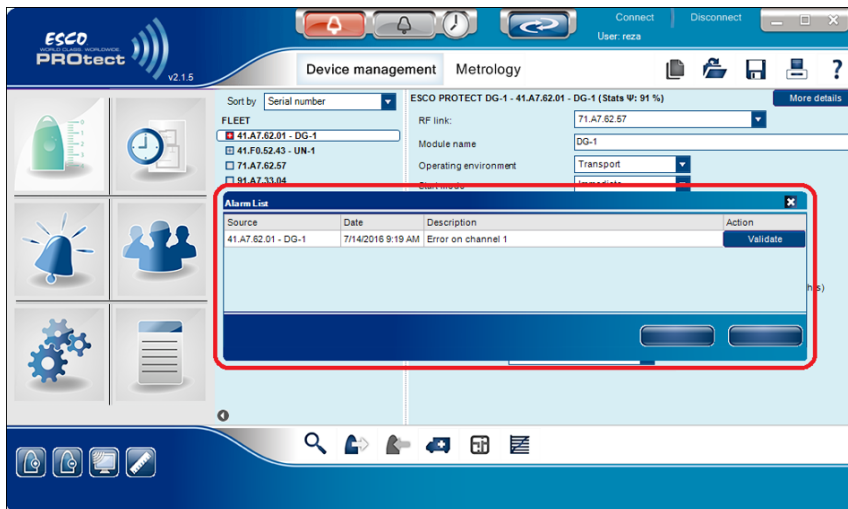 Connect Disconnect
User: reza
ESCO
WORLD CLASS. WORLDWIDE.
PROtect
v2.1.5
Device management Metrology
?
Sort by Serial number
ESCO PROTECT DG-1 - 41.A7.62.01 - DG-1 (Stats Ψ: 91 %)
More details
FLEET
41.A7.62.01 - DG-1
41.F0.52.43 - UN-1
71.A7.62.57
91.A7.33.04
RF link: 71.A7.62.57
Module name DG-1
Operating environment Transport
Start mode Immediate
Alarm List
Source Date Description Action
41.A7.62.01 - DG-1 7/14/2016 9:19 AM Error on channel 1 Validate